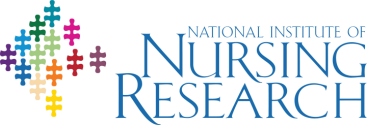 NATIONAL INSTITUTE OF
NURSING
RESEARCH